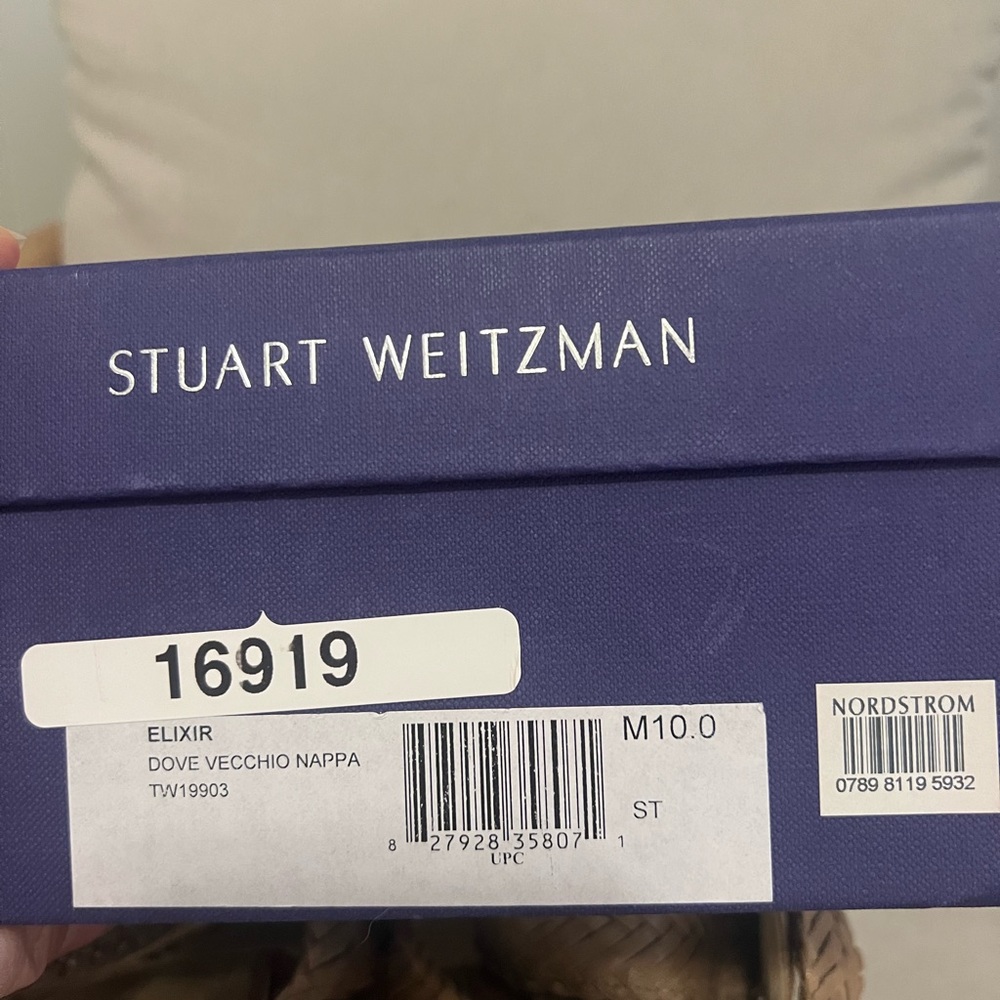 STUART WEITZMAN
16919
ELIXIR
DOVE VECCHIO NAPPA
TW19903
M10.0
ST
8 27928 35807 1
UPC
NORDSTROM
0789 8119 5932